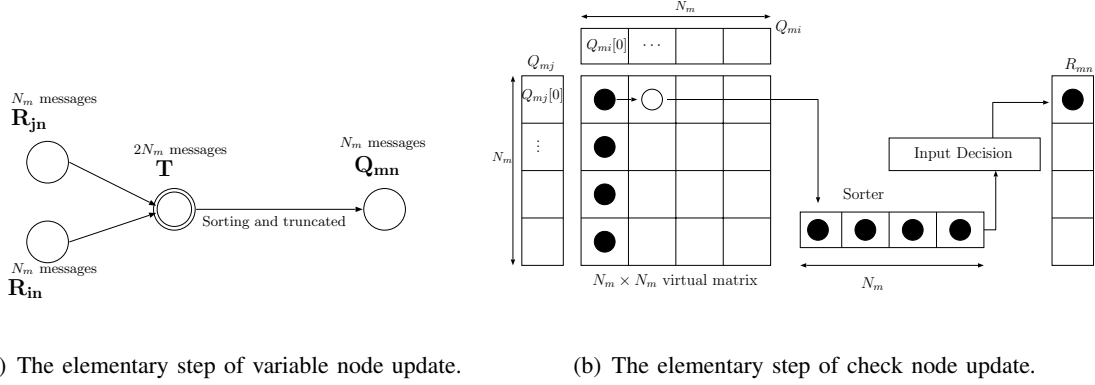 N_m messages
R_jn
2N_m messages
T
N_m messages
Q_mn
Sorting and truncated
N_m messages
R_in
) The elementary step of variable node update.
N_m
Q_mi
Q_mi[0] ...
Q_mj
Q_mj[0]
⋮
N_m
N_m × N_m virtual matrix
Sorter
N_m
Input Decision
R_mn
(b) The elementary step of check node update.